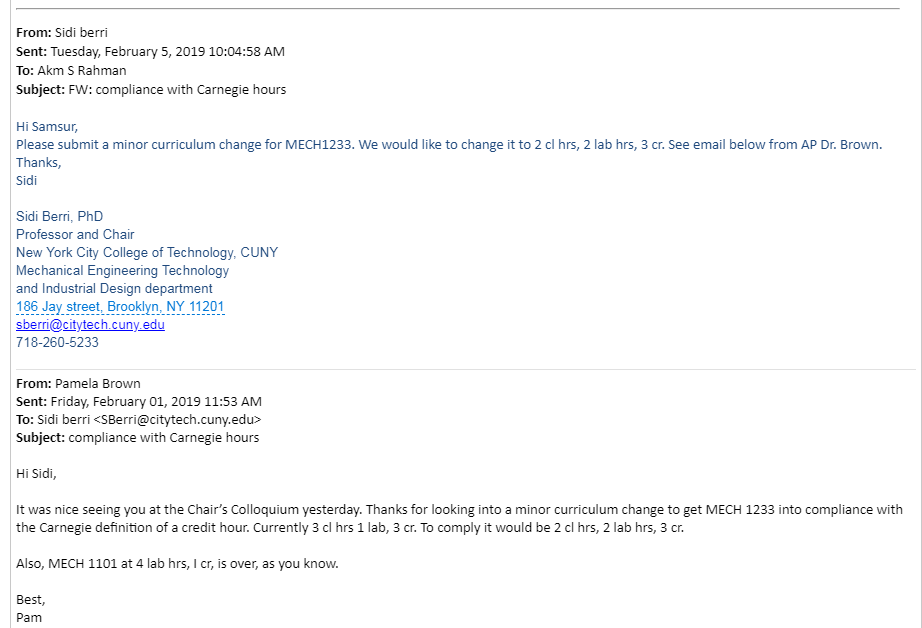 From: Sidi berri
Sent: Tuesday, February 5, 2019 10:04:58 AM
To: Akm S Rahman
Subject: FW: compliance with Carnegie hours
Hi Samsur,
Please submit a minor curriculum change for MECH1233. We would like to change it to 2 cl hrs, 2 lab hrs, 3 cr. See email below from AP Dr. Brown.
Thanks,
Sidi
Sidi Berri, PhD
Professor and Chair
New York City College of Technology, CUNY
Mechanical Engineering Technology
and Industrial Design department
186 Jay street, Brooklyn, NY 11201
sberri@citytech.cuny.edu
718-260-5233
From: Pamela Brown
Sent: Friday, February 01, 2019 11:53 AM
To: Sidi berri <SBerri@citytech.cuny.edu>
Subject: compliance with Carnegie hours
Hi Sidi,
It was nice seeing you at the Chair's Colloquium yesterday. Thanks for looking into a minor curriculum change to get MECH 1233 into compliance with
the Carnegie definition of a credit hour. Currently 3 cl hrs 1 lab, 3 cr. To comply it would be 2 cl hrs, 2 lab hrs, 3 cr.
Also, MECH 1101 at 4 lab hrs, I cr, is over, as you know.
Best,
Pam